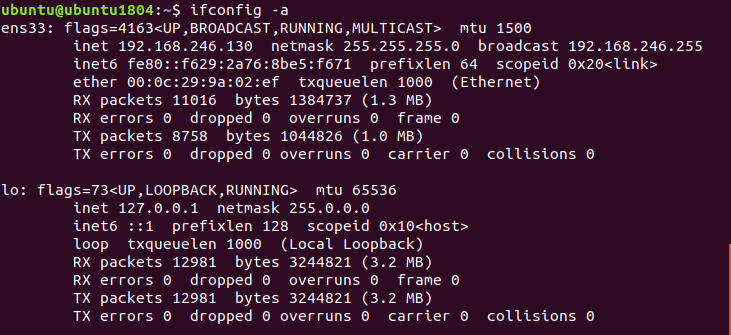 ubuntu@ubuntu1804:~$ ifconfig -a
ens33: flags=4163<UP,BROADCAST,RUNNING,MULTICAST>  mtu 1500
        inet 192.168.246.130  netmask 255.255.255.0  broadcast 192.168.246.255
        inet6 fe80::f629:2a76:8be5:f671  prefixlen 64  scopeid 0x20<link>
        ether 00:0c:29:9a:02:ef  txqueuelen 1000  (Ethernet)
        RX packets 11016  bytes 1384737 (1.3 MB)
        RX errors 0  dropped 0  overruns 0  frame 0
        TX packets 8758  bytes 1044826 (1.0 MB)
        TX errors 0  dropped 0 overruns 0  carrier 0  collisions 0

lo: flags=73<UP,LOOPBACK,RUNNING>  mtu 65536
        inet 127.0.0.1  netmask 255.0.0.0
        inet6 ::1  prefixlen 128  scopeid 0x10<host>
        loop  txqueuelen 1000  (Local Loopback)
        RX packets 12981  bytes 3244821 (3.2 MB)
        RX errors 0  dropped 0  overruns 0  frame 0
        TX packets 12981  bytes 3244821 (3.2 MB)
        TX errors 0  dropped 0 overruns 0  carrier 0  collisions 0